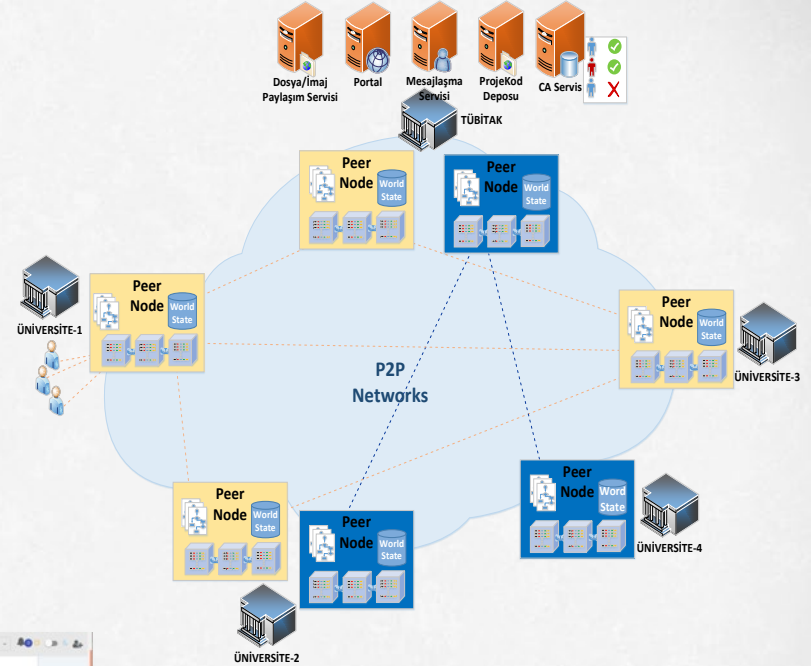 Dosya/İmaj
Paylaşım Servisi
Portal
Mesajlaşma
Servisi
ProjeKod
Deposu
CA Servis
TÜBİTAK
Peer
Node
World
State
Peer
Node
World
State
ÜNİVERSİTE-1
Peer
Node
World
State
Peer
Node
World
State
ÜNİVERSİTE-3
P2P
Networks
Peer
Node
World
State
ÜNİVERSİTE-2
Peer
Node
World
State
Peer
Node
Word
State
ÜNİVERSİTE-4